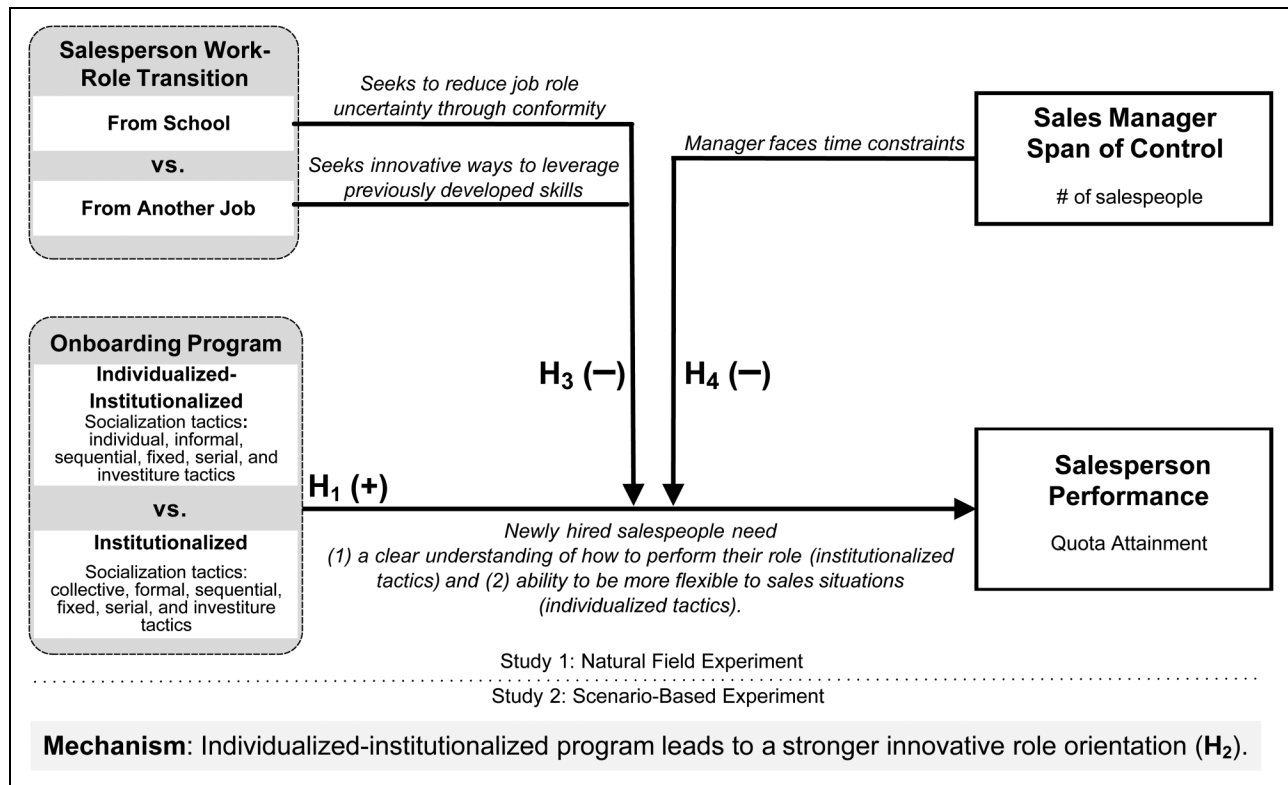 Salesperson Work-
Role Transition
From School
vs.
From Another Job
Seeks to reduce job role
uncertainty through conformity
Seeks innovative ways to leverage
previously developed skills
Manager faces time constraints
Sales Manager
Span of Control
# of salespeople
Onboarding Program
Individualized-
Institutionalized
Socialization tactics:
individual, informal,
sequential, fixed, serial, and
investiture tactics
vs.
Institutionalized
Socialization tactics:
collective, formal, sequential,
fixed, serial, and investiture
tactics
H₃ (−)
H₄ (−)
H₁ (+)
Newly hired salespeople need
(1) a clear understanding of how to perform their role (institutionalized
tactics) and (2) ability to be more flexible to sales situations
(individualized tactics).
Salesperson
Performance
Quota Attainment
Study 1: Natural Field Experiment
Study 2: Scenario-Based Experiment
Mechanism: Individualized-institutionalized program leads to a stronger innovative role orientation (H₂).